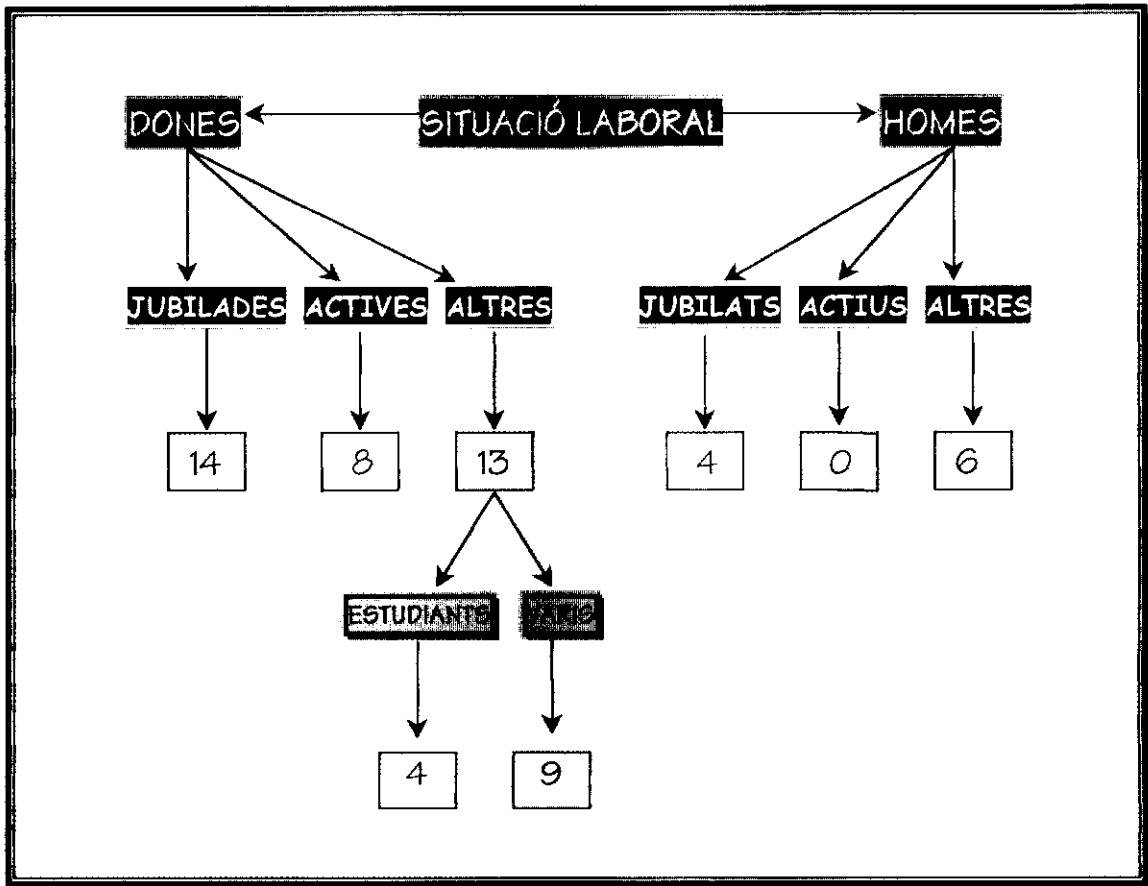 DONES SITUACIÓ LABORAL HOMES
JUBILADES ACTIVES ALTRES JUBILATS ACTIUS ALTRES
14 8 13 4 0 6
ESTUDIANTS VARIS
4 9